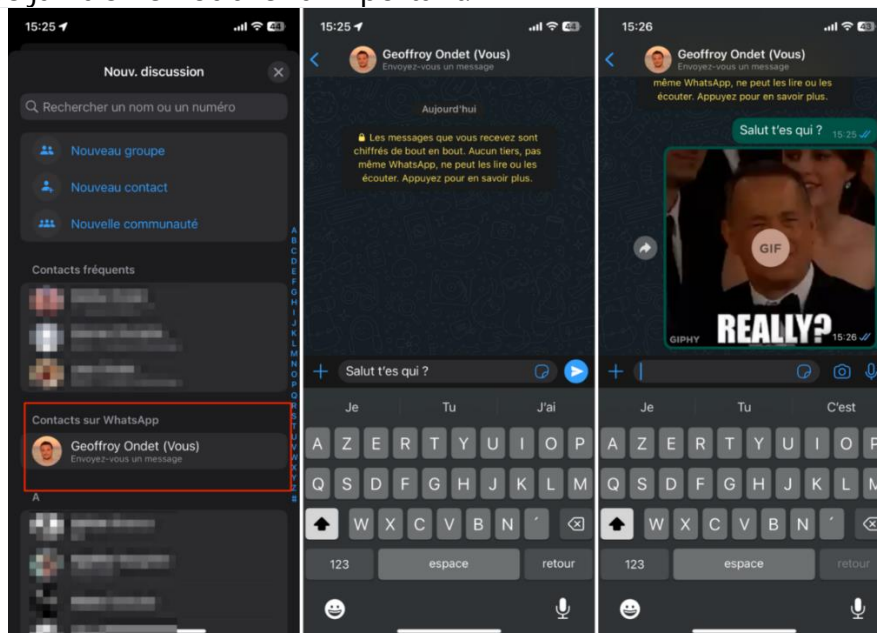 15:25
44
Nouv. discussion
Rechercher un nom ou un numéro
Nouveau groupe
Nouveau contact
Nouvelle communauté
Contacts fréquents
Contacts sur WhatsApp
Geoffroy Ondet (Vous)
Envoyez-vous un message
A
A
B
C
D
E
F
G
H
I
J
K
L
M
N
O
P
Q
R
S
T
U
V
W
X
Y
Z
#
15:25
44
Geoffroy Ondet (Vous)
Envoyez-vous un message
Aujourd'hui
Les messages que vous recevez sont
chiffrés de bout en bout. Aucun tiers, pas
même WhatsApp, ne peut les lire ou les
écouter. Appuyez pour en savoir plus.
Salut t'es qui ?
Je Tu J'ai
A Z E R T Y U I O P
Q S D F G H J K L M
W X C V B N ´
123 espace retour
15:26
43
Geoffroy Ondet (Vous)
Envoyez-vous un message
même WhatsApp, ne peut les lire ou les
écouter. Appuyez pour en savoir plus.
Salut t'es qui ? 15:25
GIF
GIPHY REALLY? 15:26
Je Tu C'est
A Z E R T Y U I O P
Q S D F G H J K L M
W X C V B N ´
123 espace retour